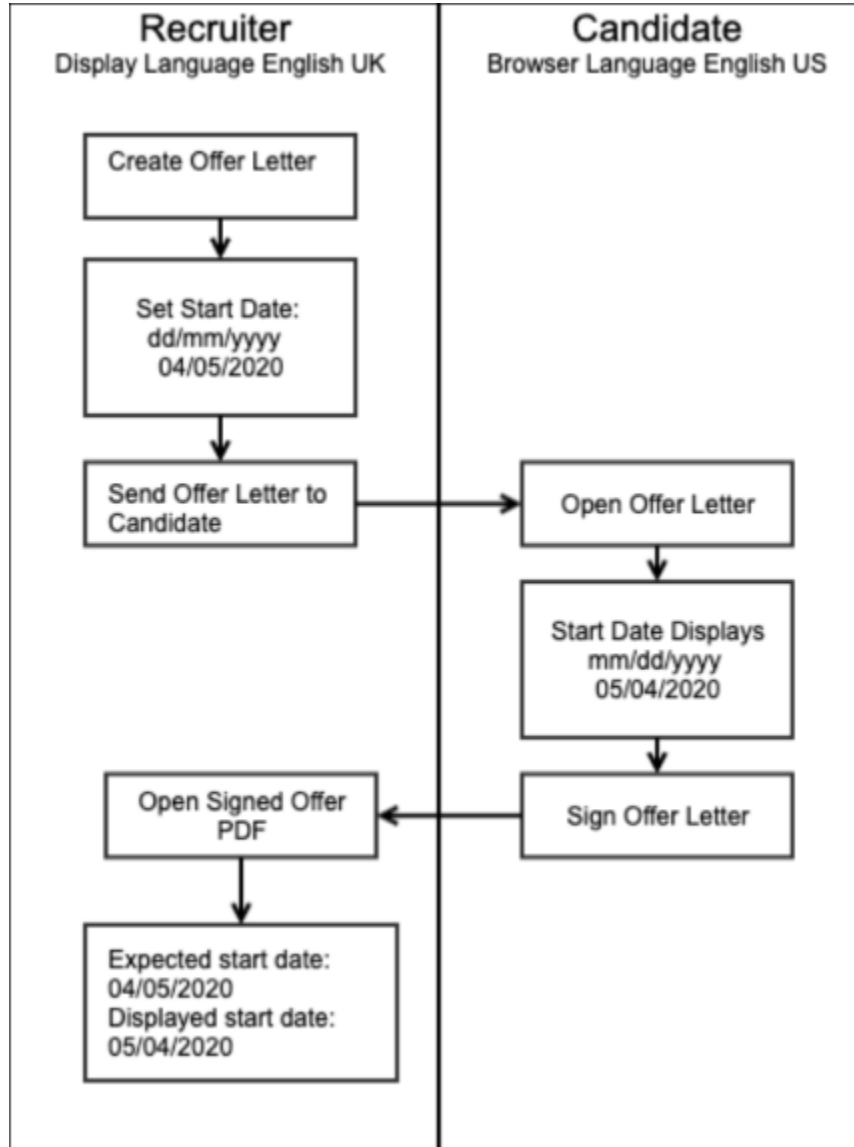 Recruiter
Display Language English UK
Candidate
Browser Language English US
Create Offer Letter
Set Start Date:
dd/mm/yyyy
04/05/2020
Send Offer Letter to
Candidate
Open Offer Letter
Start Date Displays
mm/dd/yyyy
05/04/2020
Sign Offer Letter
Open Signed Offer
PDF
Expected start date:
04/05/2020
Displayed start date:
05/04/2020